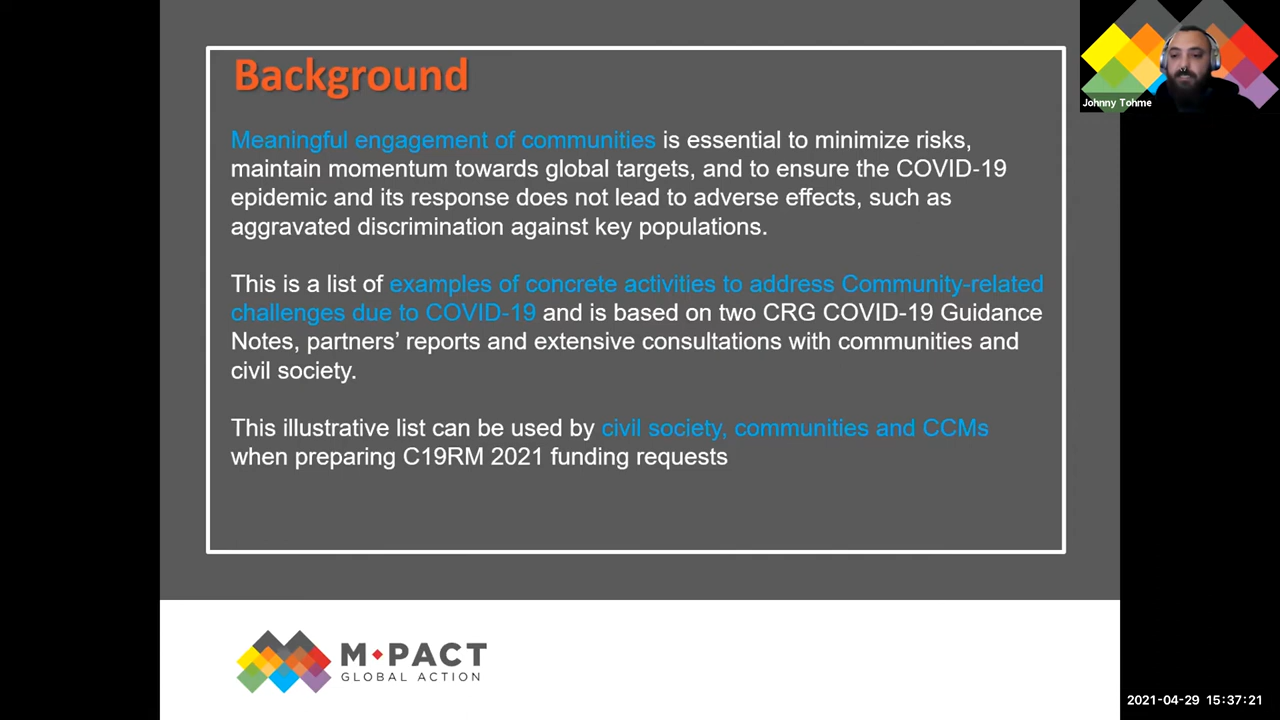 Background
Meaningful engagement of communities is essential to minimize risks,
maintain momentum towards global targets, and to ensure the COVID-19
epidemic and its response does not lead to adverse effects, such as
aggravated discrimination against key populations.
This is a list of examples of concrete activities to address Community-related
challenges due to COVID-19 and is based on two CRG COVID-19 Guidance
Notes, partners’ reports and extensive consultations with communities and
civil society.
This illustrative list can be used by civil society, communities and CCMs
when preparing C19RM 2021 funding requests
Johnny Tohme
M♦PACT
GLOBAL ACTION
2021-04-29 15:37:21